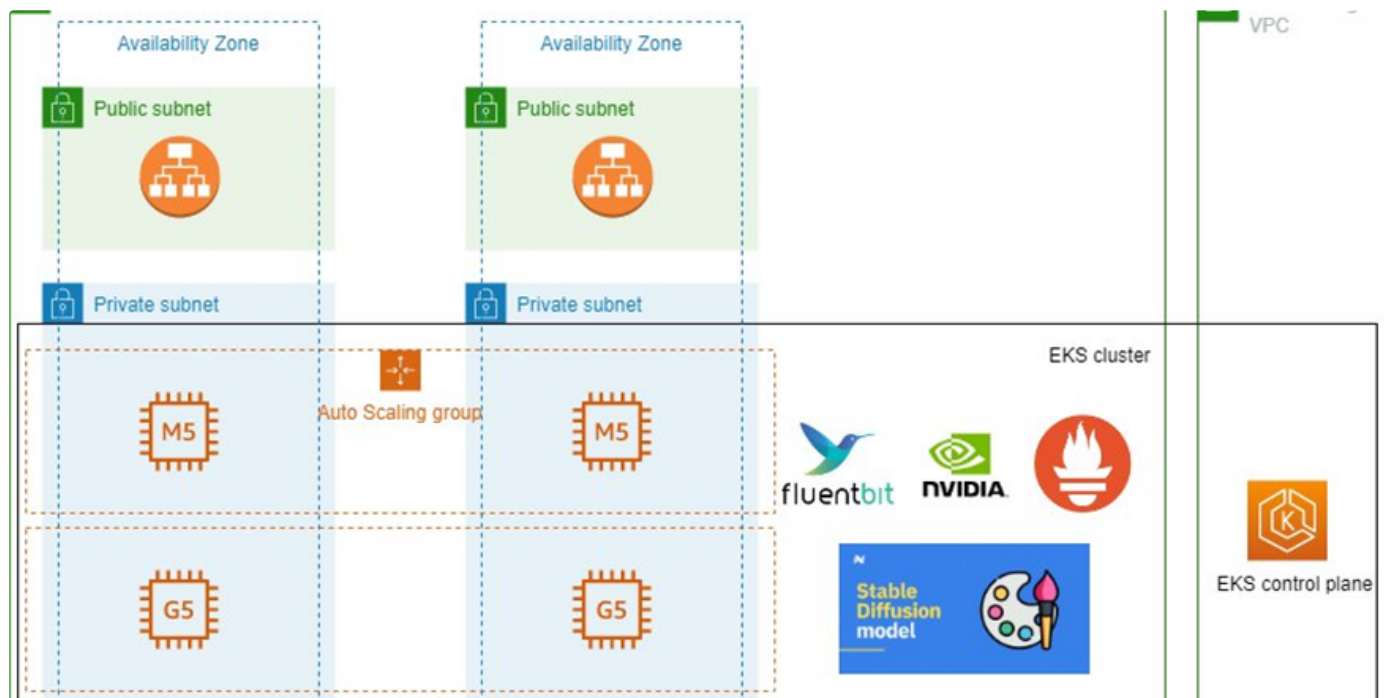 Availability Zone
Availability Zone
VPC
Public subnet
Public subnet
Private subnet
Private subnet
EKS cluster
Auto Scaling group
M5
M5
fluentbit
NVIDIA.
K
G5
G5
Stable
Diffusion
model
EKS control plane